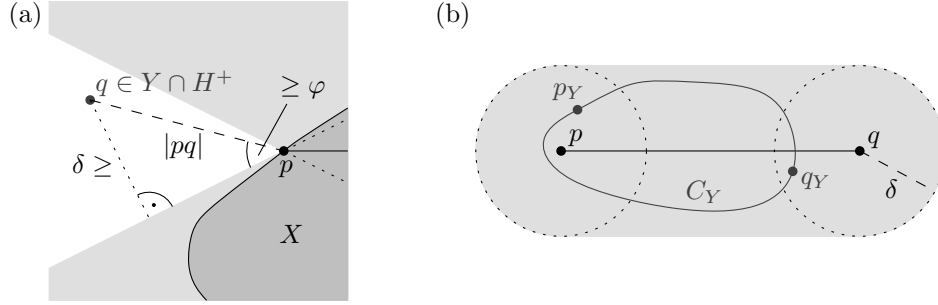 (a)
q ∈ Y ∩ H⁺
≥ φ
|pq|
δ ≥
p
X
(b)
p_Y
p
q
δ
q_Y
C_Y